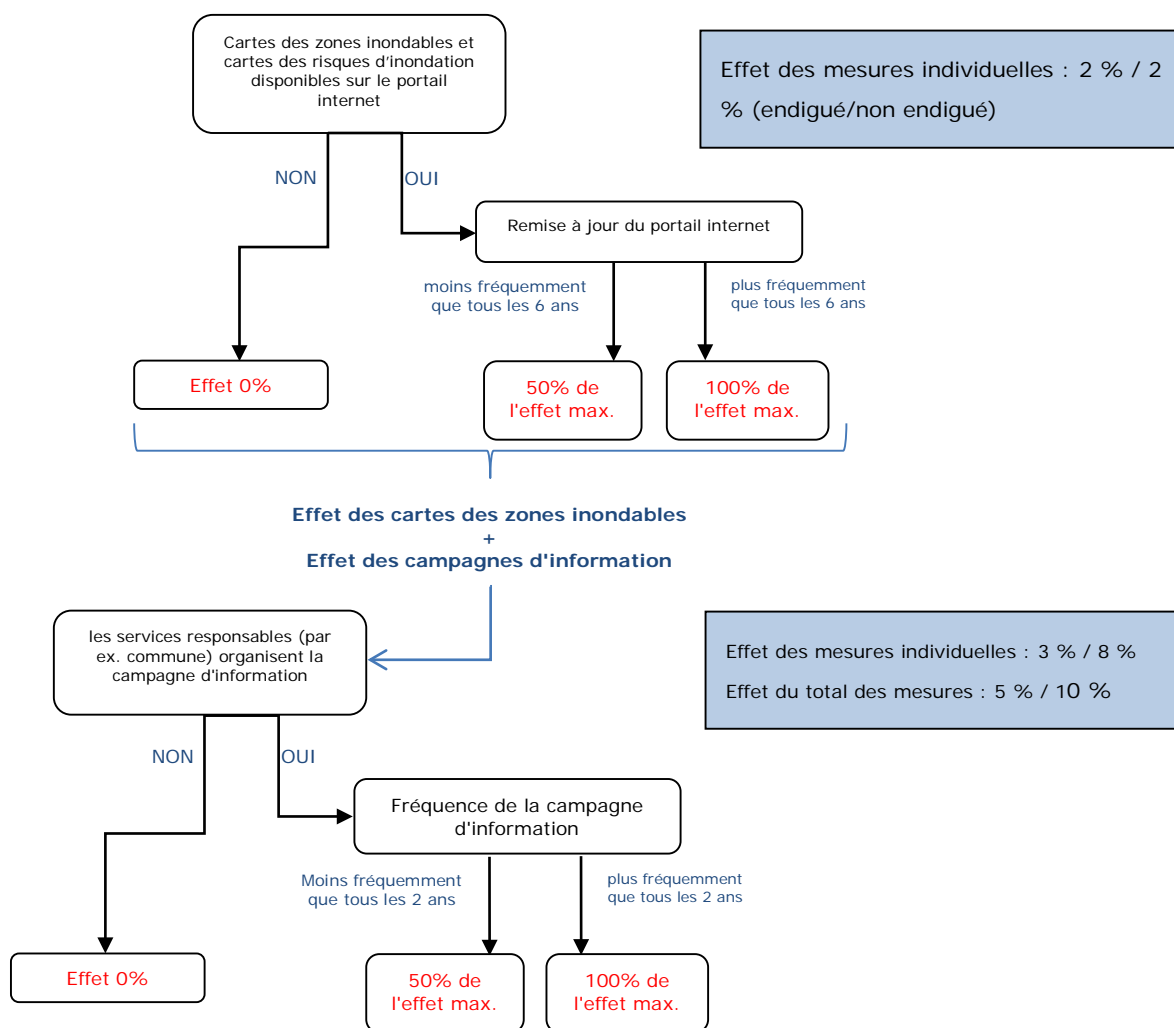 Cartes des zones inondables et
cartes des risques d'inondation
disponibles sur le portail
internet
Effet des mesures individuelles : 2 % / 2
% (endigué/non endigué)
NON
OUI
Remise à jour du portail internet
moins fréquemment
que tous les 6 ans
plus fréquemment
que tous les 6 ans
Effet 0%
50% de
l'effet max.
100% de
l'effet max.
Effet des cartes des zones inondables
+
Effet des campagnes d'information
les services responsables (par
ex. commune) organisent la
campagne d'information
Effet des mesures individuelles : 3 % / 8 %
Effet du total des mesures : 5 % / 10 %
NON
OUI
Fréquence de la campagne
d'information
Moins fréquemment
que tous les 2 ans
plus fréquemment
que tous les 2 ans
Effet 0%
50% de
l'effet max.
100% de
l'effet max.